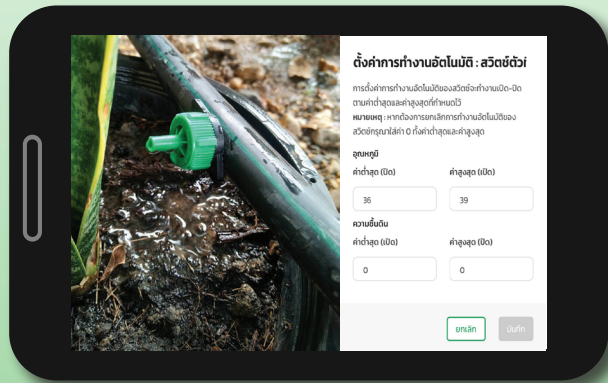 ตั้งค่าการทำงานอัตโนมัติ : สวิตช์ตัวที่
การตั้งค่าการทำงานอัตโนมัติของสวิตช์จะทำงานเปิด-ปิด
ตามค่าต่ำสุดและค่าสูงสุดที่กำหนดไว้
หมายเหตุ : หากต้องการยกเลิกการทำงานอัตโนมัติของ
สวิตช์กรุณาใส่ค่า 0 ทั้งค่าต่ำสุดและค่าสูงสุด
อุณหภูมิ
ค่าต่ำสุด (ปิด) ค่าสูงสุด (เปิด)
36 39
ความชื้นดิน
ค่าต่ำสุด (เปิด) ค่าสูงสุด (ปิด)
0 0
ยกเลิก บันทึก